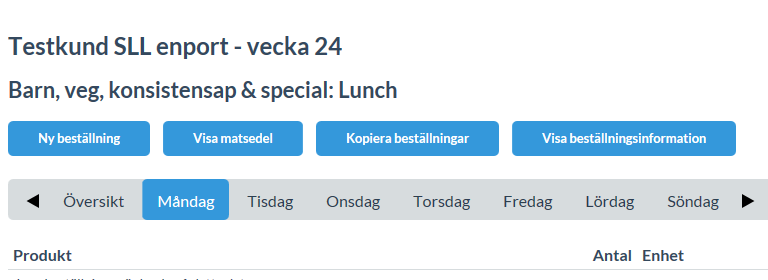 Testkund SLL enport - vecka 24
Barn, veg, konsistensap & special: Lunch
Ny beställning Visa matsedel Kopiera beställningar Visa beställningsinformation
Översikt Måndag Tisdag Onsdag Torsdag Fredag Lördag Söndag
Produkt Antal Enhet